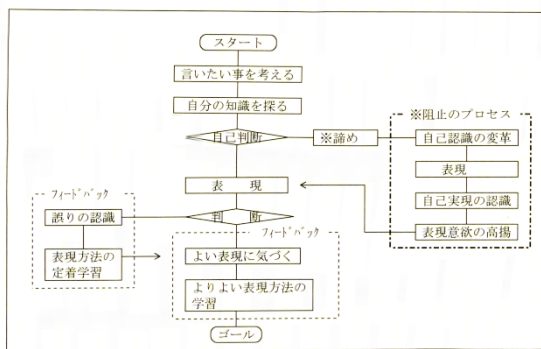 スタート
言いたい事を考える
自分の知識を探る
自己判断
※諦め
※阻止のプロセス
自己認識の変革
表現
自己実現の認識
表現意欲の高揚
表 現
判 断
フィードバック
誤りの認識
表現方法の
定着学習
フィードバック
よい表現に気づく
よりよい表現方法の
学習
ゴール